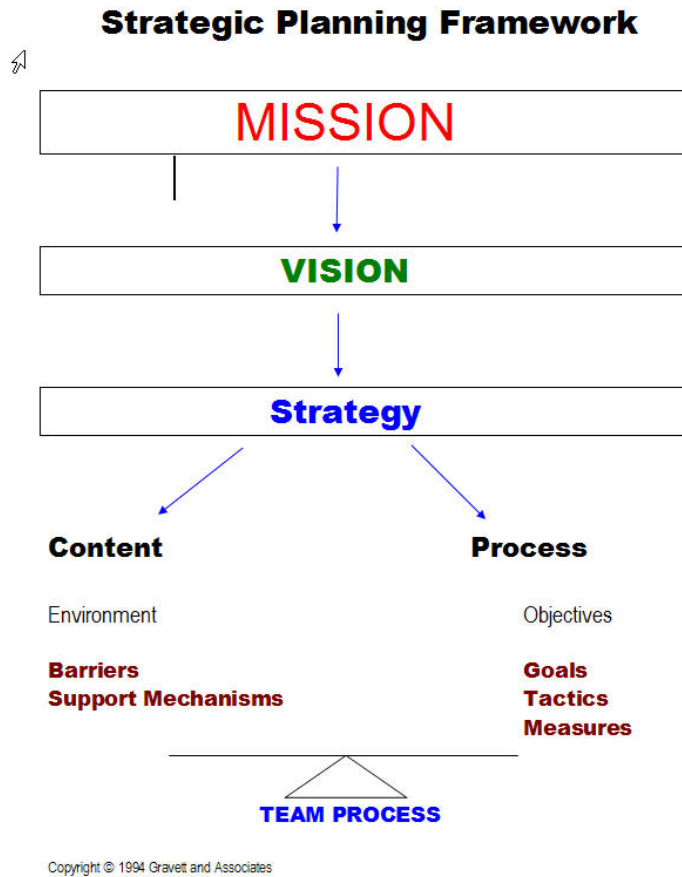 Strategic Planning Framework
MISSION
VISION
Strategy
Content
Process
Environment
Objectives
Barriers
Support Mechanisms
Goals
Tactics
Measures
TEAM PROCESS
Copyright © 1994 Gravett and Associates